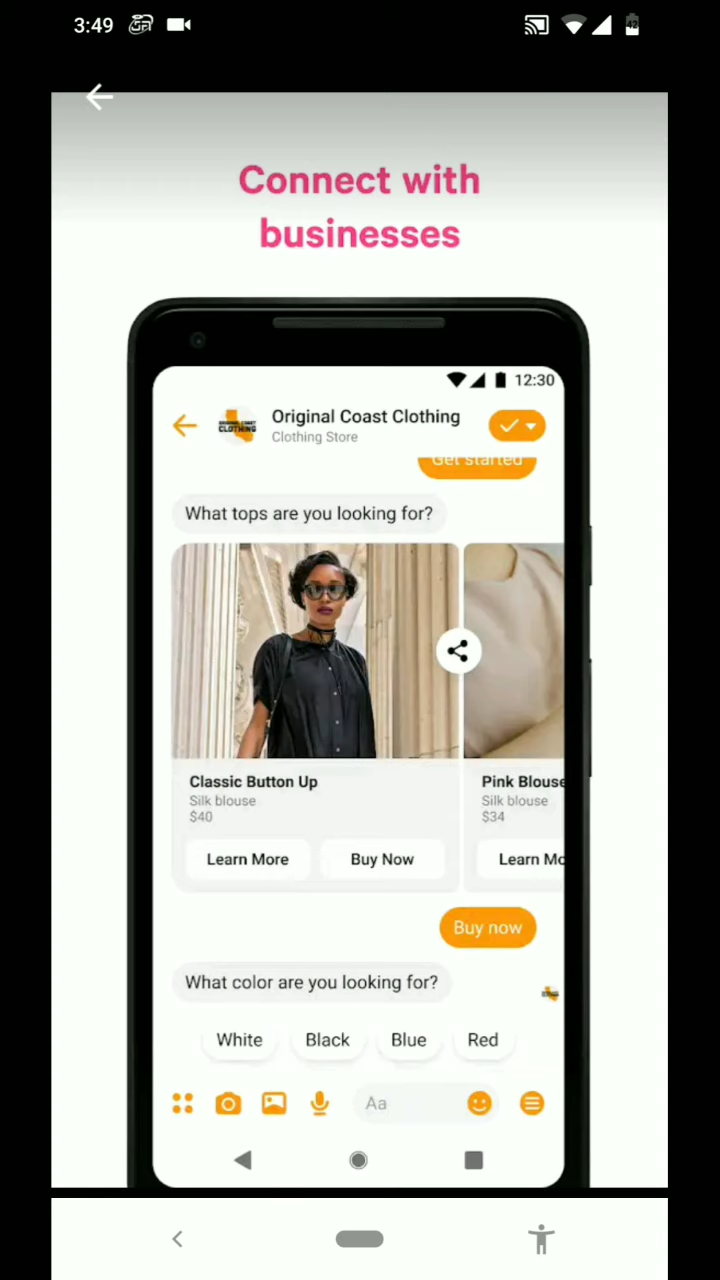 3:49
42
Connect with
businesses
12:30
Original Coast Clothing
Clothing Store
CLOTHING
Get started
What tops are you looking for?
Classic Button Up
Silk blouse
$40
Learn More
Buy Now
Pink Blouse
Silk blouse
$34
Learn Mo
Buy now
What color are you looking for?
White
Black
Blue
Red
Aa